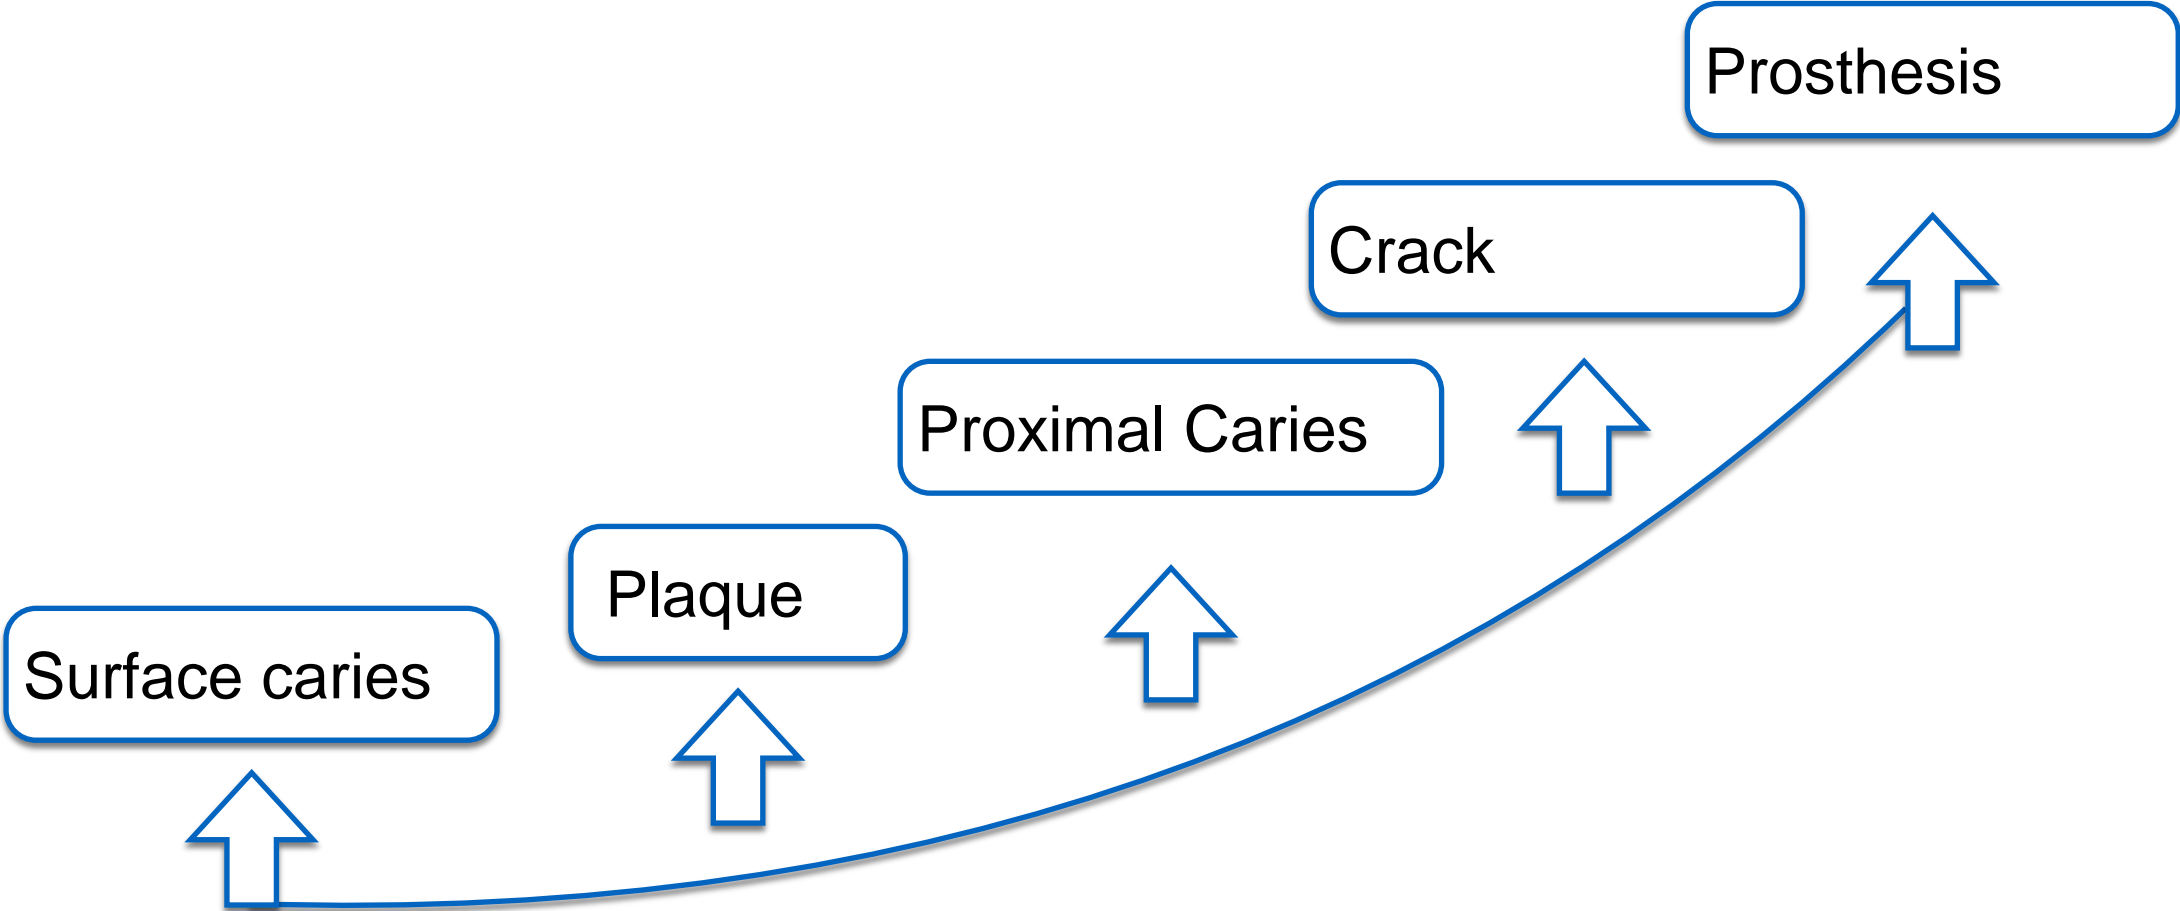 Prosthesis
Crack
Proximal Caries
Plaque
Surface caries